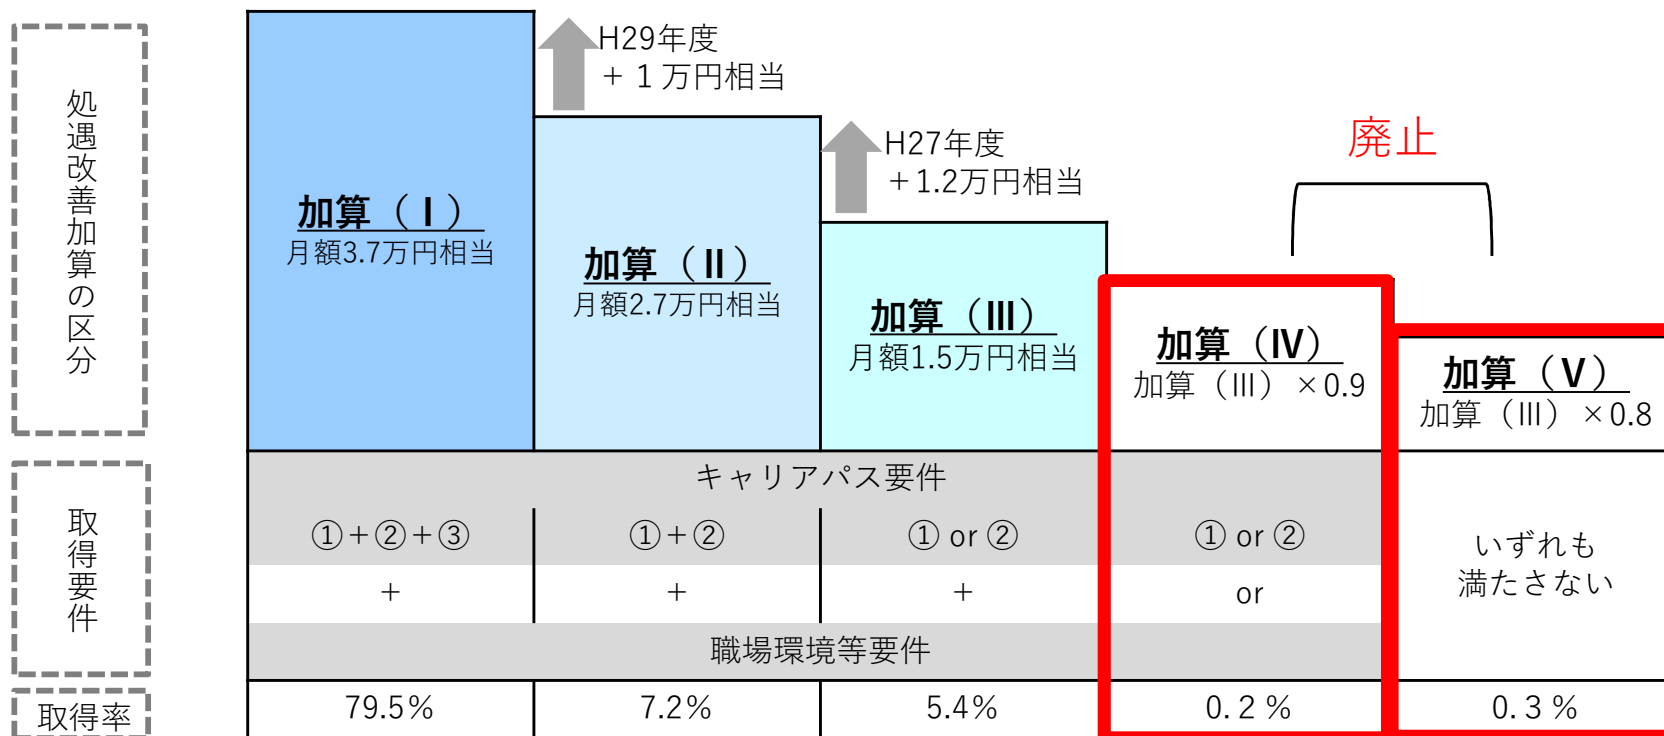 処遇改善加算の区分
H29年度
+ 1 万円相当
H27年度
+1.2万円相当
廃止
加算（Ⅰ）
月額3.7万円相当
加算（Ⅱ）
月額2.7万円相当
加算（Ⅲ）
月額1.5万円相当
加算（Ⅳ）
加算（Ⅲ）×0.9
加算（Ⅴ）
加算（Ⅲ）×0.8
取得要件
キャリアパス要件
①+②+③
①+②
① or ②
① or ②
いずれも
満たさない
+
+
+
or
職場環境等要件
取得率
79.5%
7.2%
5.4%
0.2 %
0.3 %